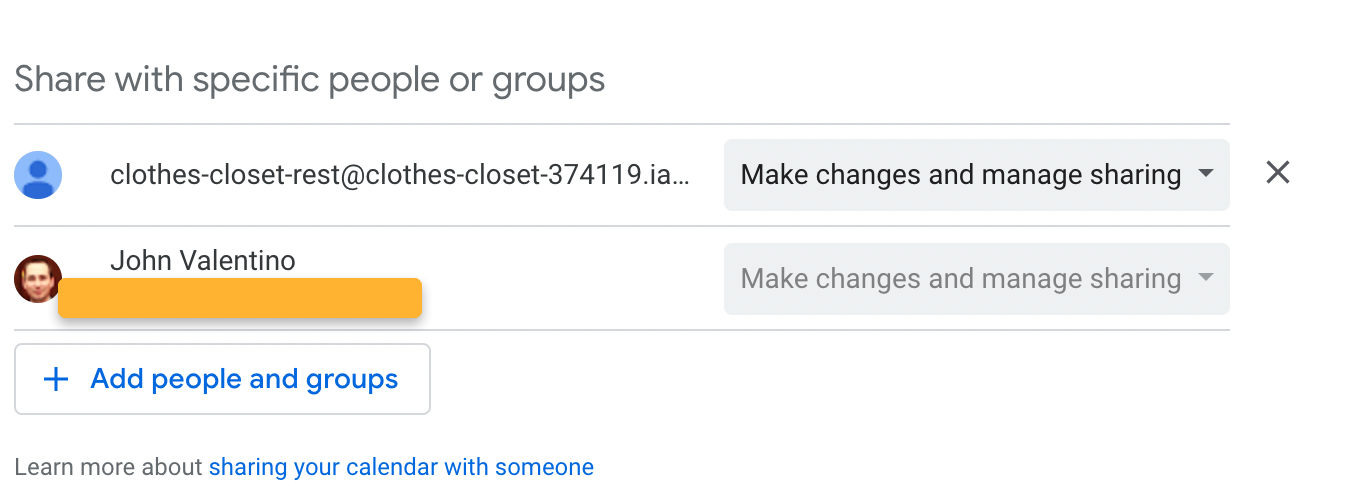 Share with specific people or groups
clothes-closet-rest@clothes-closet-374119.ia...
Make changes and manage sharing
John Valentino
Make changes and manage sharing
Add people and groups
Learn more about sharing your calendar with someone